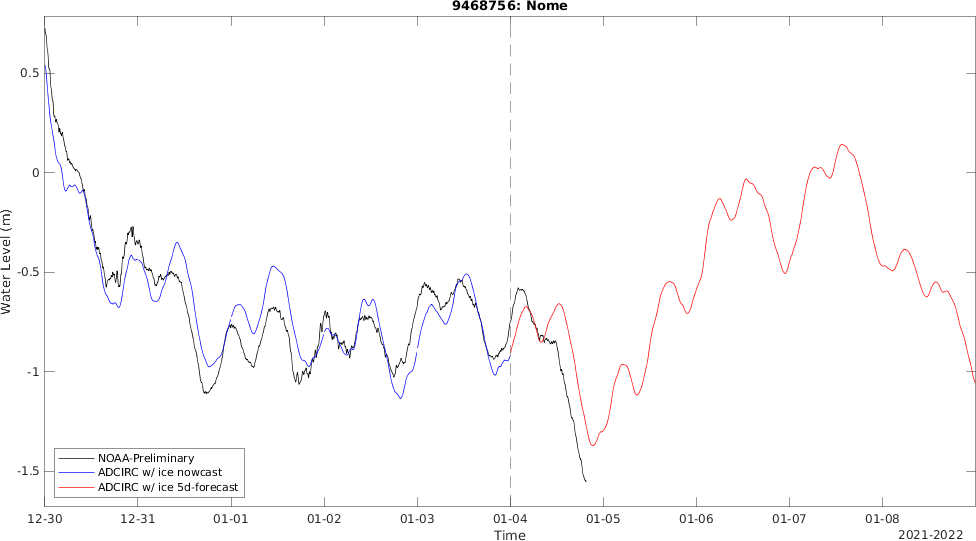 9468756: Nome
0.5
0
-0.5
-1
-1.5
Water Level (m)
NOAA-Preliminary
ADCIRC w/ ice nowcast
ADCIRC w/ ice 5d-forecast
12-30 12-31 01-01 01-02 01-03 01-04 01-05 01-06 01-07 01-08
Time
2021-2022